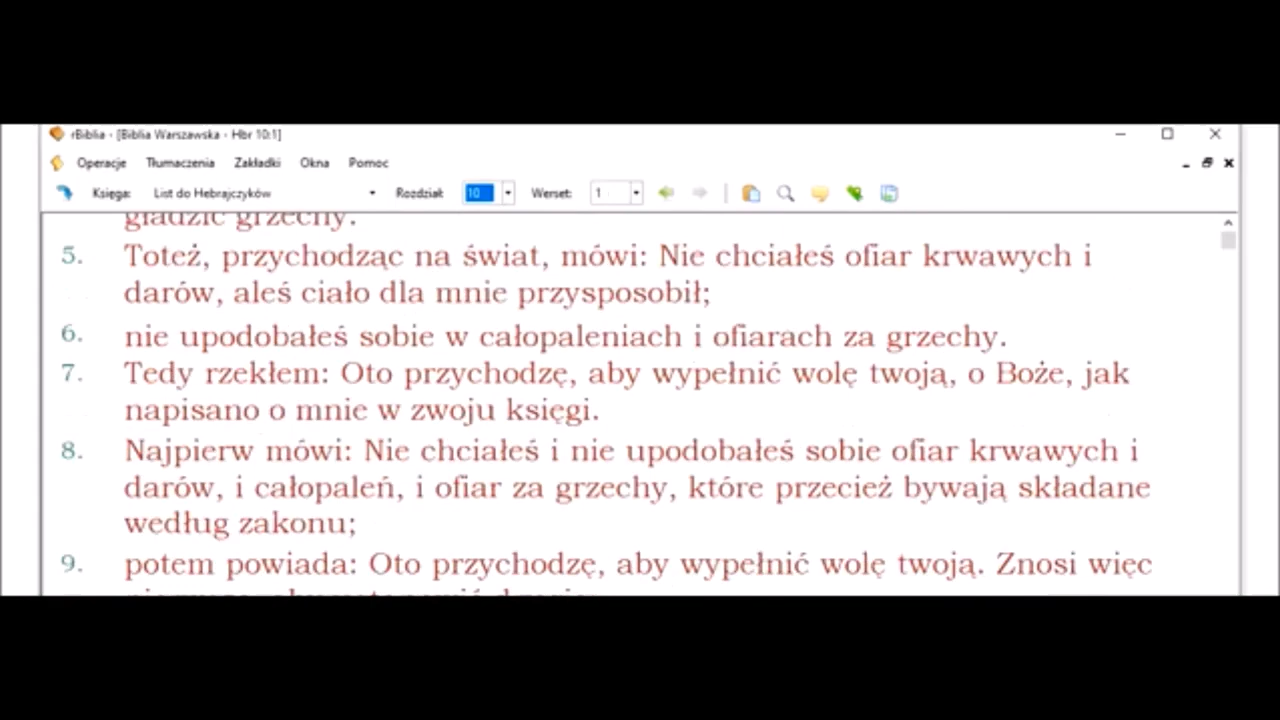 rBiblia - [Biblia Warszawska - Hbr 10:1]
Operacje Tłumaczenia Zakładki Okna Pomoc
Księga: List do Hebrajczyków Rozdział: 10 Werset: 1
gładzić grzechy.
5. Toteż, przychodząc na świat, mówi: Nie chciałeś ofiar krwawych i
darów, aleś ciało dla mnie przysposobił;
6. nie upodobałeś sobie w całopaleniach i ofiarach za grzechy.
7. Tedy rzekłem: Oto przychodzę, aby wypełnić wolę twoją, o Boże, jak
napisano o mnie w zwoju księgi.
8. Najpierw mówi: Nie chciałeś i nie upodobałeś sobie ofiar krwawych i
darów, i całopaleń, i ofiar za grzechy, które przecież bywają składane
według zakonu;
9. potem powiada: Oto przychodzę, aby wypełnić wolę twoją. Znosi więc